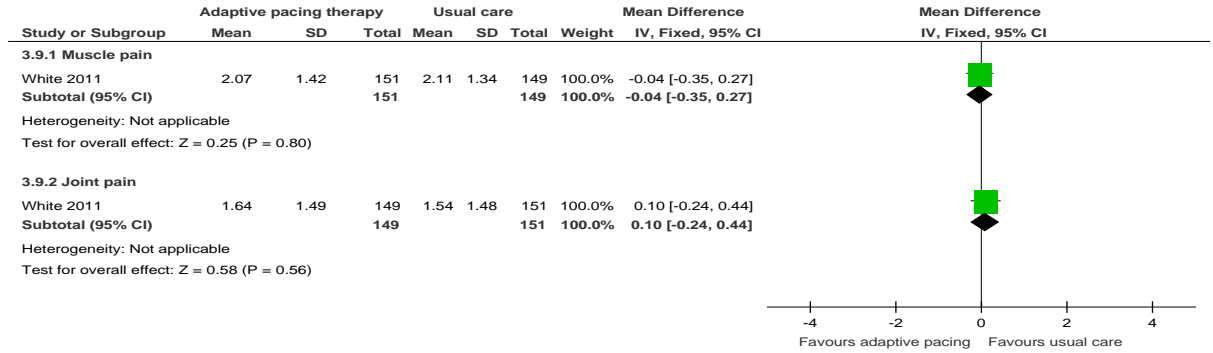 Adaptive pacing therapy Usual care Mean Difference Mean Difference
Study or Subgroup Mean SD Total Mean SD Total Weight IV, Fixed, 95% CI IV, Fixed, 95% CI
3.9.1 Muscle pain
White 2011 2.07 1.42 151 2.11 1.34 149 100.0% -0.04 [-0.35, 0.27]
Subtotal (95% CI) 151 149 100.0% -0.04 [-0.35, 0.27]
Heterogeneity: Not applicable
Test for overall effect: Z = 0.25 (P = 0.80)
3.9.2 Joint pain
White 2011 1.64 1.49 149 1.54 1.48 151 100.0% 0.10 [-0.24, 0.44]
Subtotal (95% CI) 149 151 100.0% 0.10 [-0.24, 0.44]
Heterogeneity: Not applicable
Test for overall effect: Z = 0.58 (P = 0.56)
-4 -2 0 2 4
Favours adaptive pacing Favours usual care